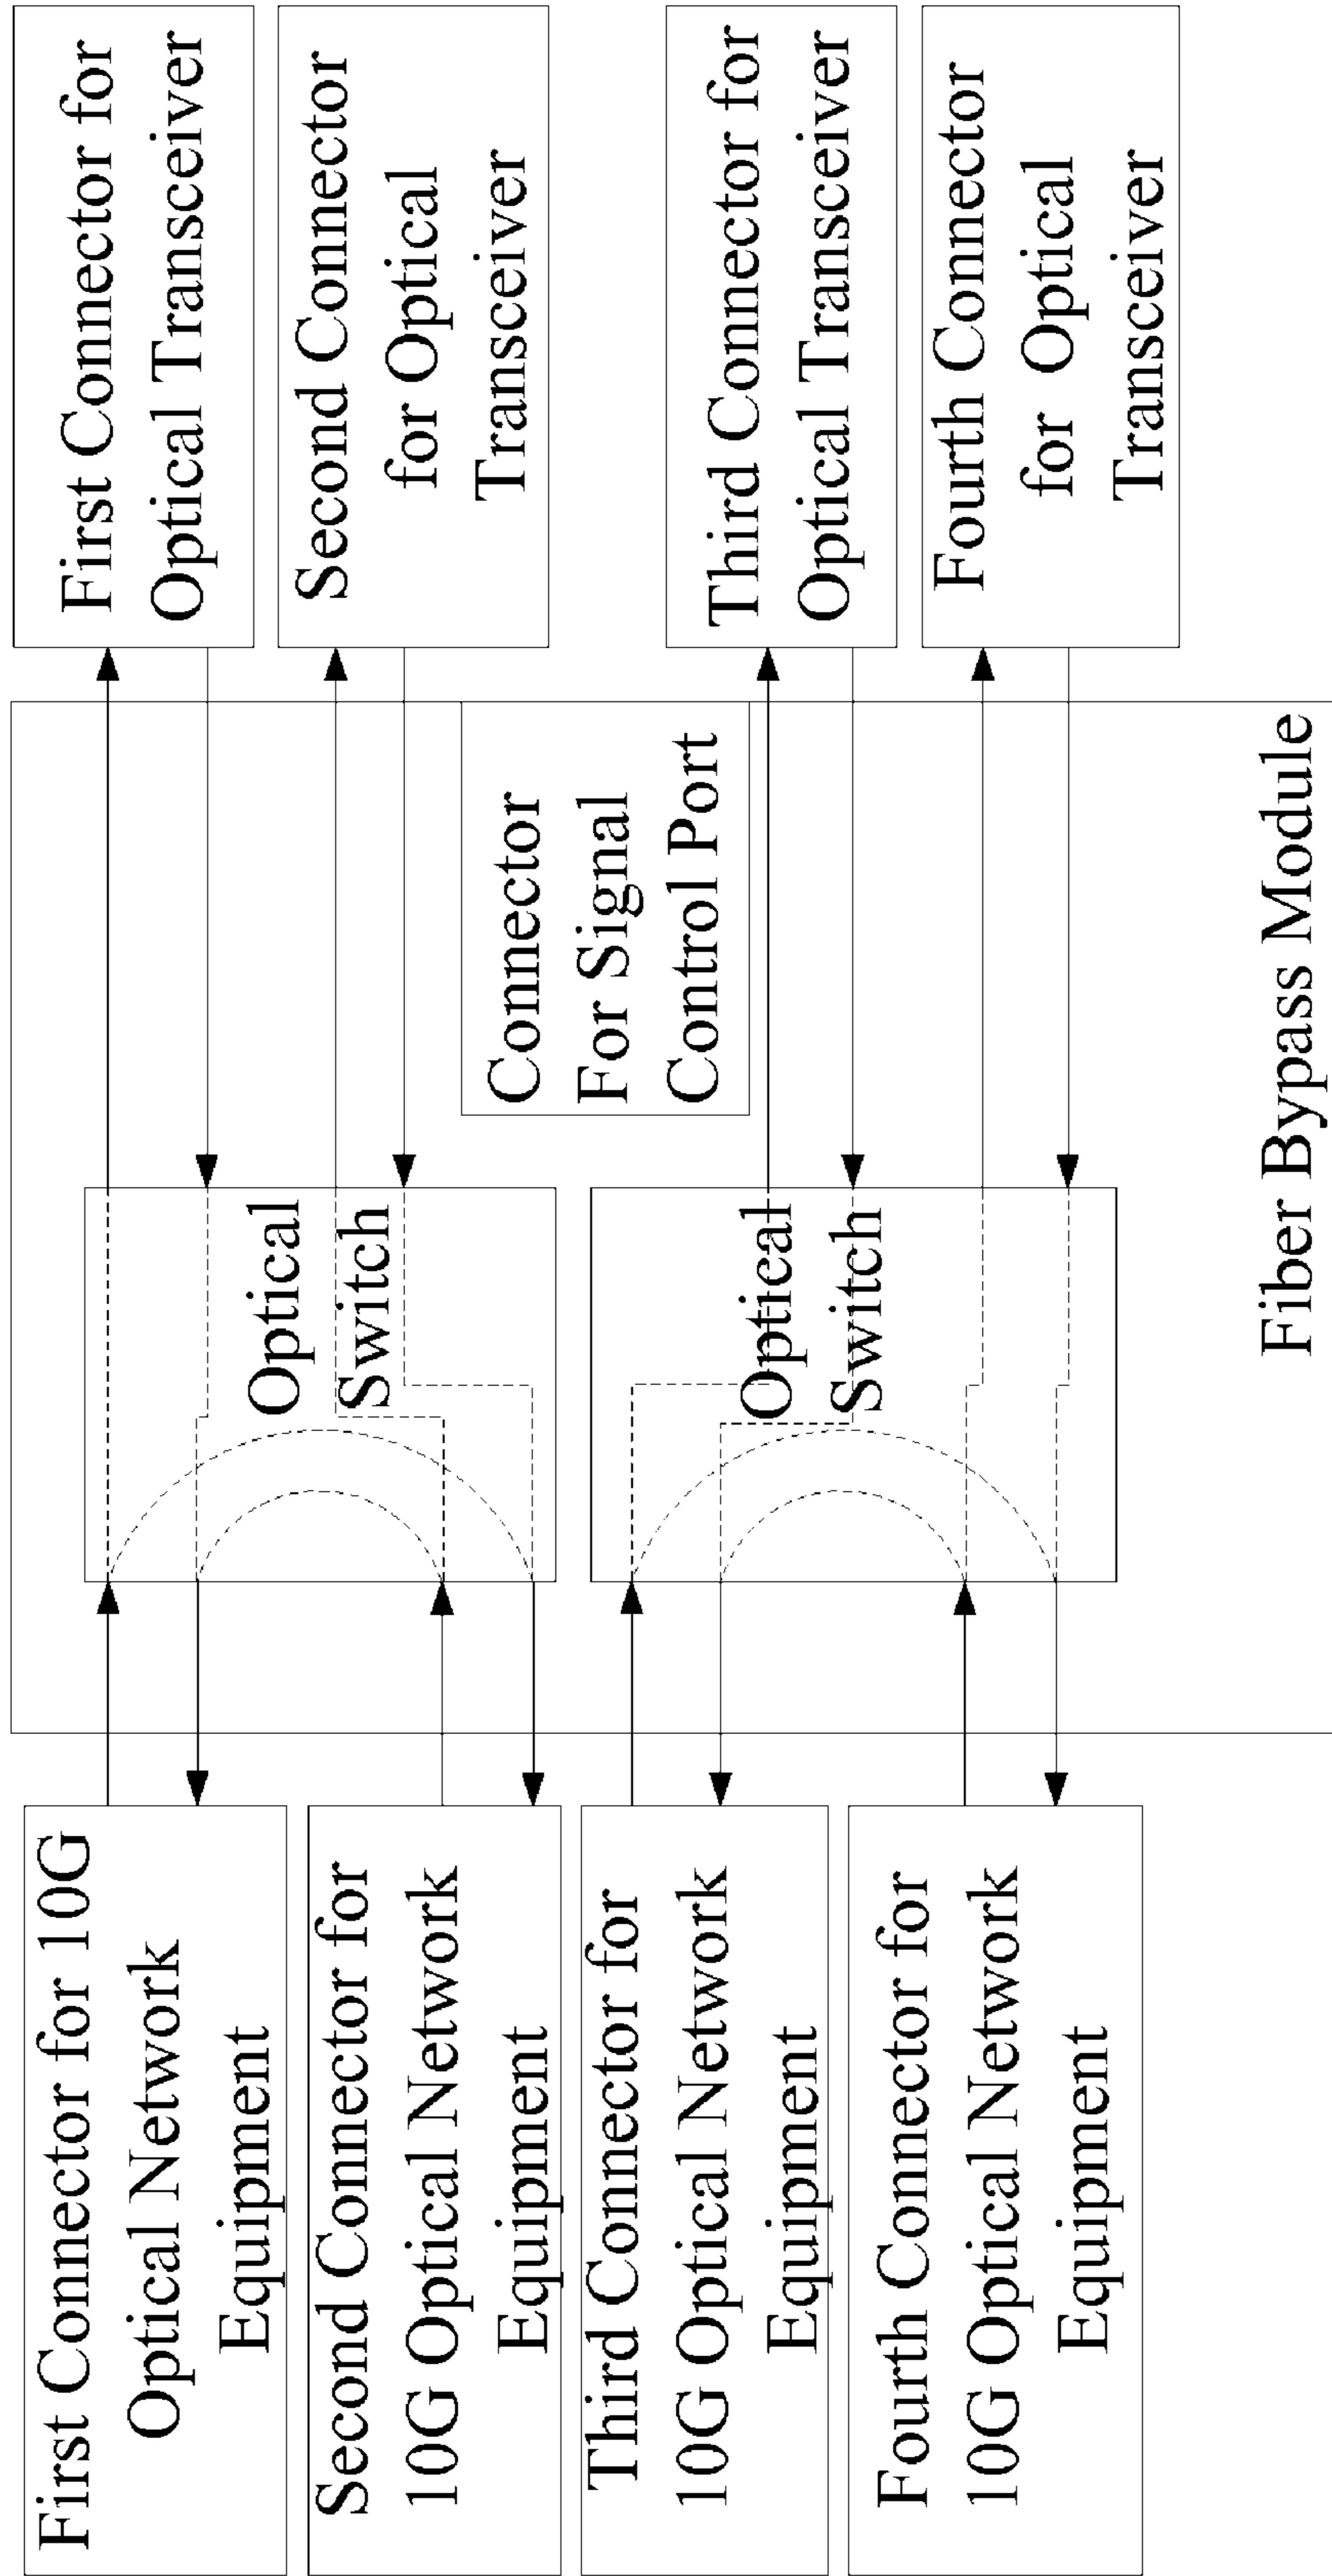 First Connector for 10G
Optical Network
Equipment
Second Connector for
10G Optical Network
Equipment
Third Connector for
10G Optical Network
Equipment
Fourth Connector for
10G Optical Network
Equipment
Optical
Switch
Optical
Switch
Connector
For Signal
Control Port
Fiber Bypass Module
First Connector for
Optical Transceiver
Second Connector
for Optical
Transceiver
Third Connector for
Optical Transceiver
Fourth Connector
for Optical
Transceiver